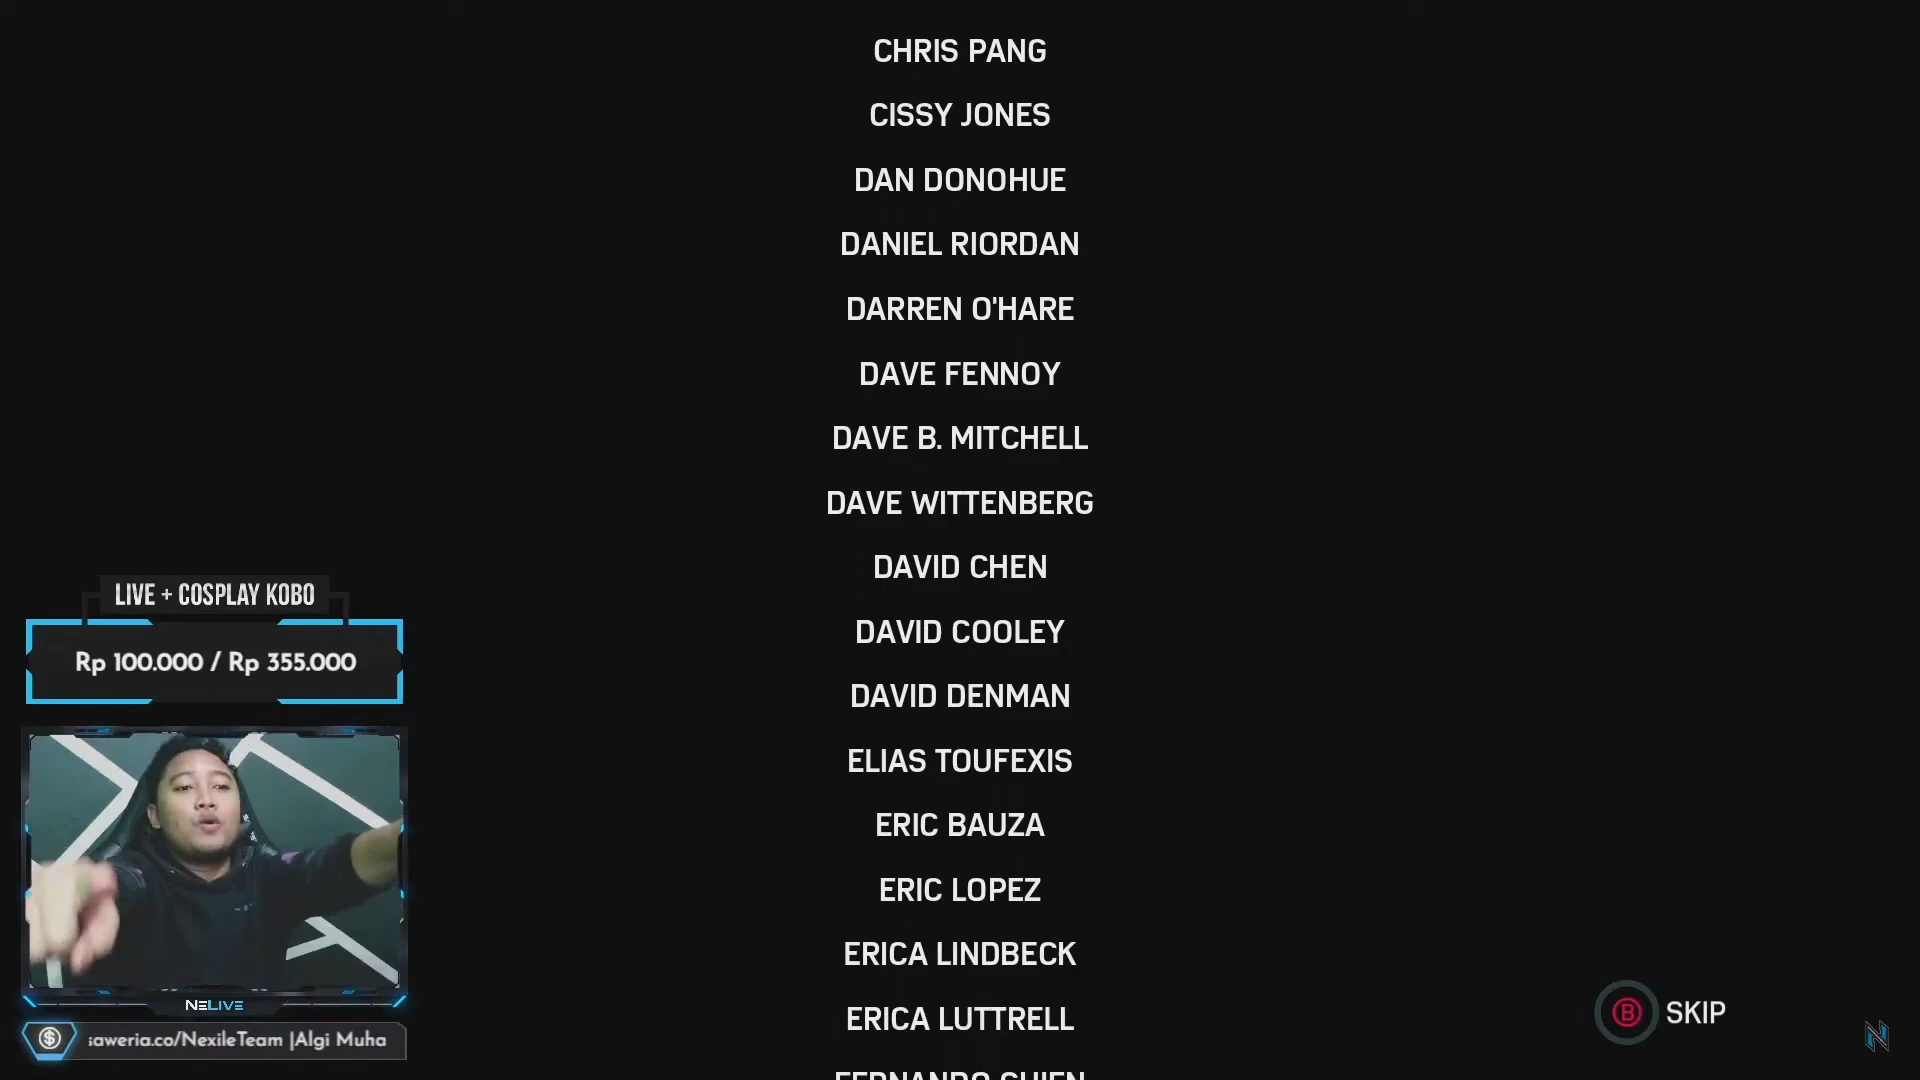 CHRIS PANG
CISSY JONES
DAN DONOHUE
DANIEL RIORDAN
DARREN O'HARE
DAVE FENNOY
DAVE B. MITCHELL
DAVE WITTENBERG
DAVID CHEN
DAVID COOLEY
DAVID DENMAN
ELIAS TOUFEXIS
ERIC BAUZA
ERIC LOPEZ
ERICA LINDBECK
ERICA LUTTRELL
LIVE + COSPLAY KOBO
Rp 100.000 / Rp 355.000
NELIVE
saweria.co/NexileTeam |Algi Muha
B SKIP